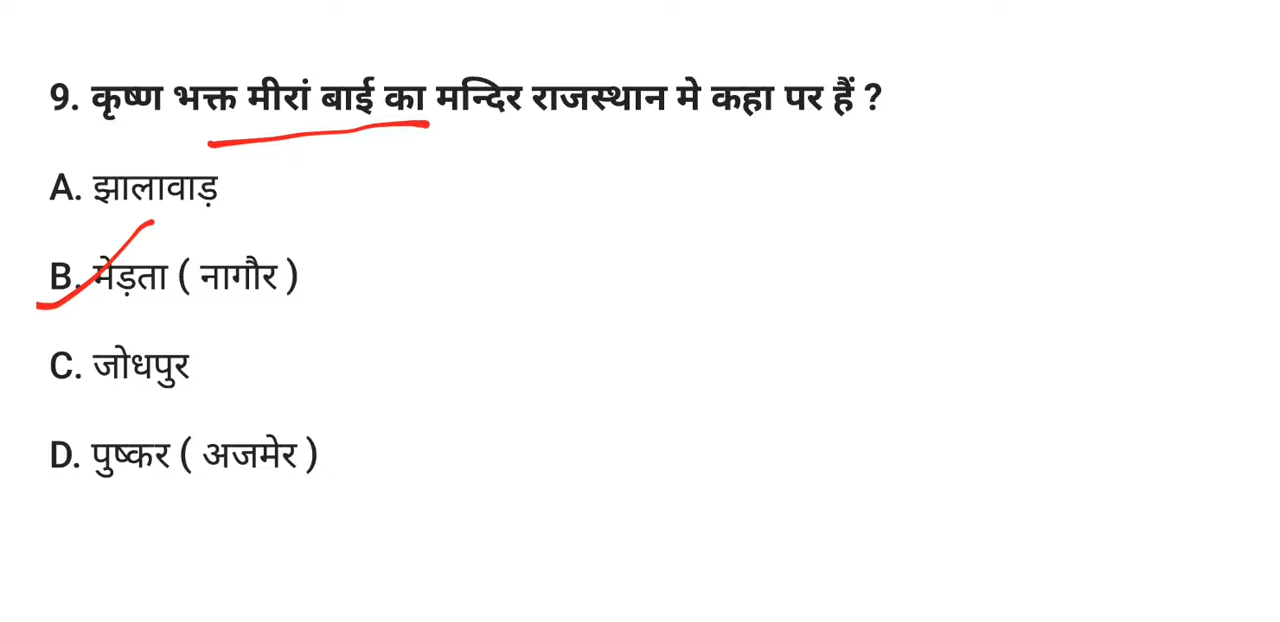 9. कृष्ण भक्त मीरां बाई का मन्दिर राजस्थान मे कहा पर हैं ?
A. झालावाड़
B. मेड़ता ( नागौर )
C. जोधपुर
D. पुष्कर ( अजमेर )